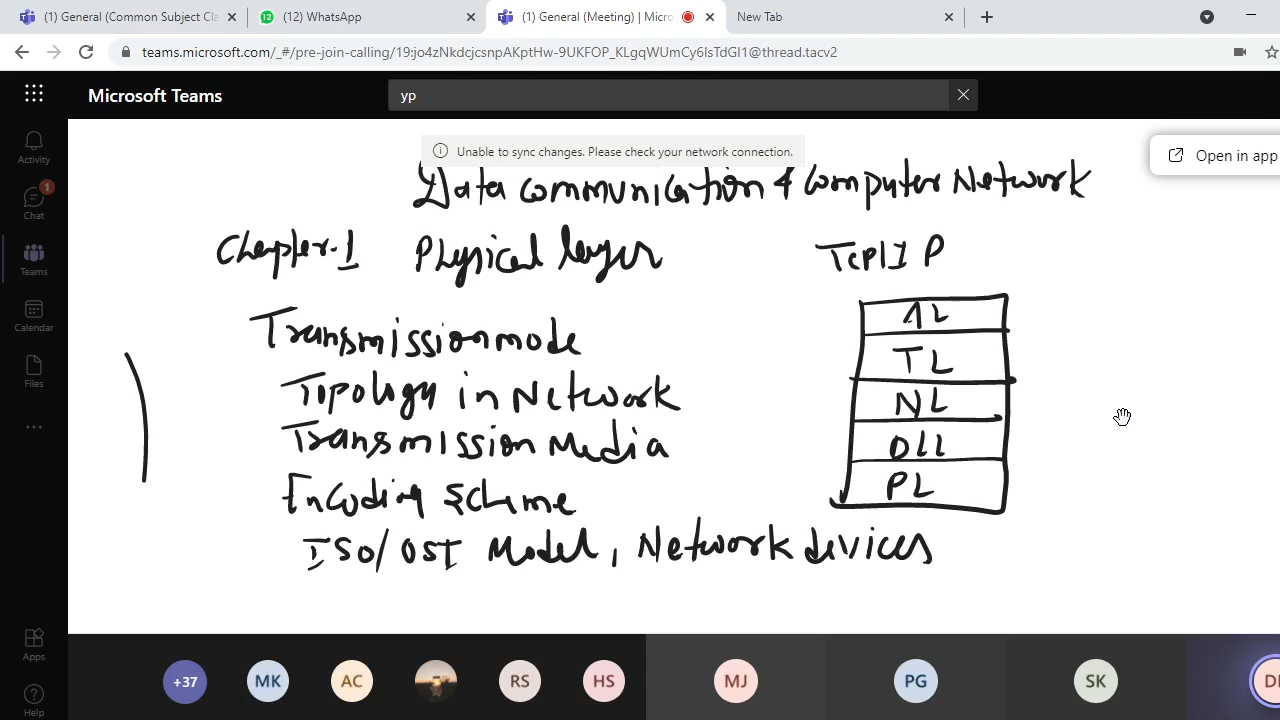 (1) General (Common Subject Cla
(12) WhatsApp
(1) General (Meeting) | Micro
New Tab
teams.microsoft.com/_#/pre-join-calling/19:jo4zNkdcjcsnpAKptHw-9UKFOP_KLgqWUmCy6lsTdGI1@thread.tacv2
Microsoft Teams
yp
Unable to sync changes. Please check your network connection.
Open in app
Activity
1
Chat
Teams
Calendar
Files
Apps
Help
Data communication & Computer Network
Chapter-I Physical layer
TCP/IP
Transmission mode
Topology in Network
Transmission Media
Encoding Scheme
ISO/OSI Model, Network devices
AL
TL
NL
DLL
PL
+37
MK
AC
RS
HS
MJ
PG
SK